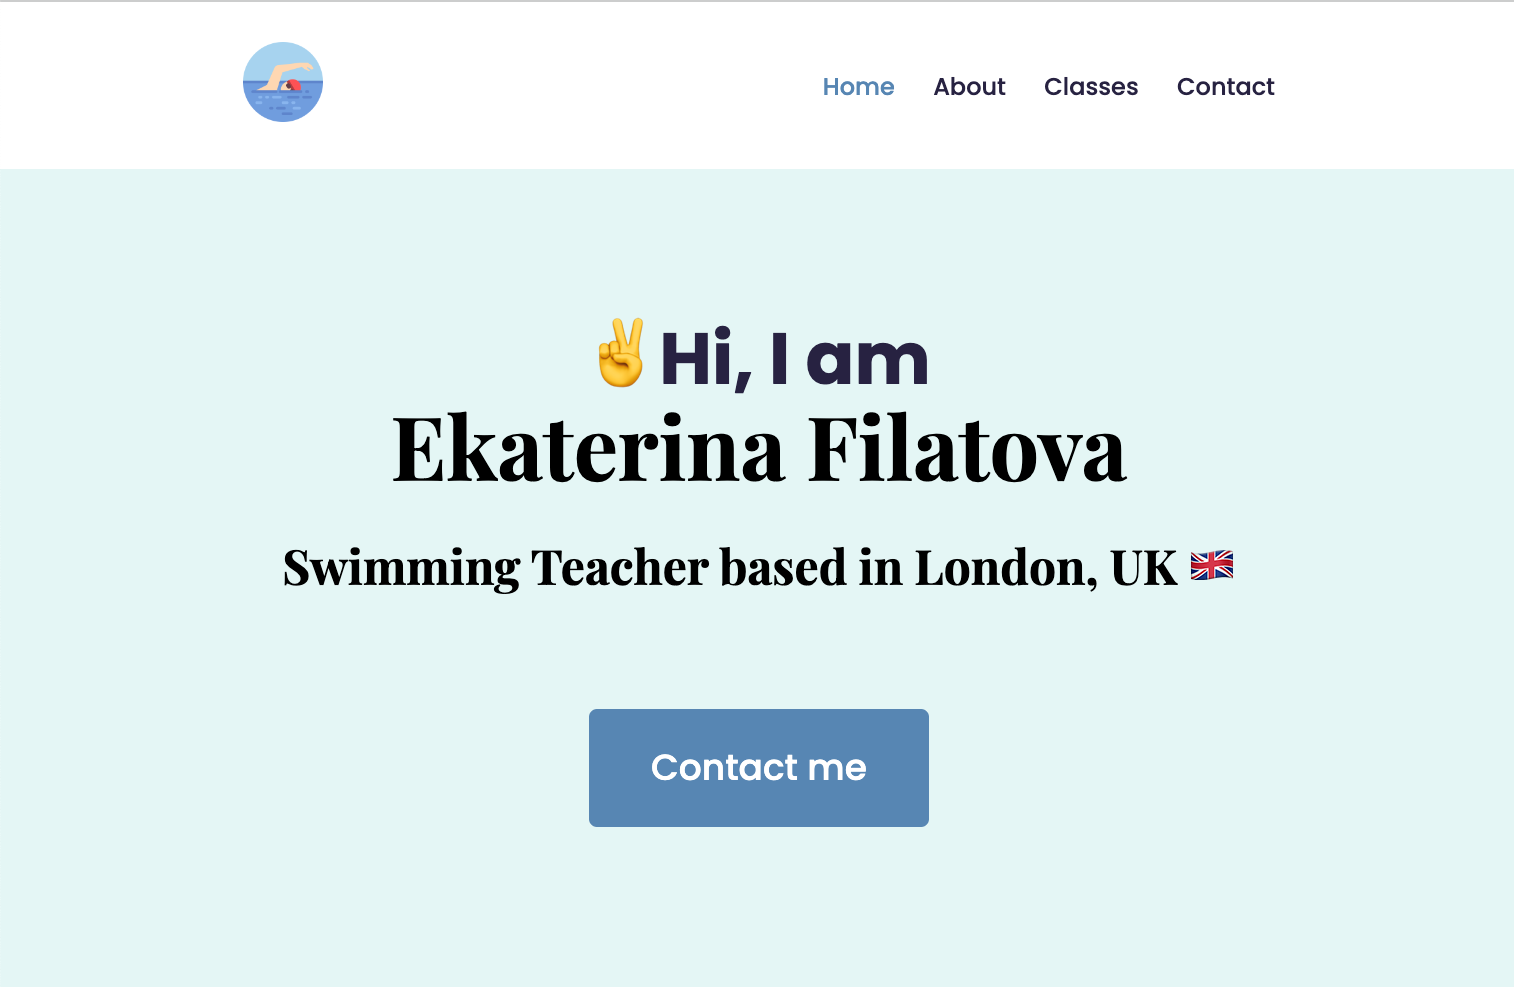 Home About Classes Contact
✌️Hi, I am
Ekaterina Filatova
Swimming Teacher based in London, UK 🇬🇧
Contact me